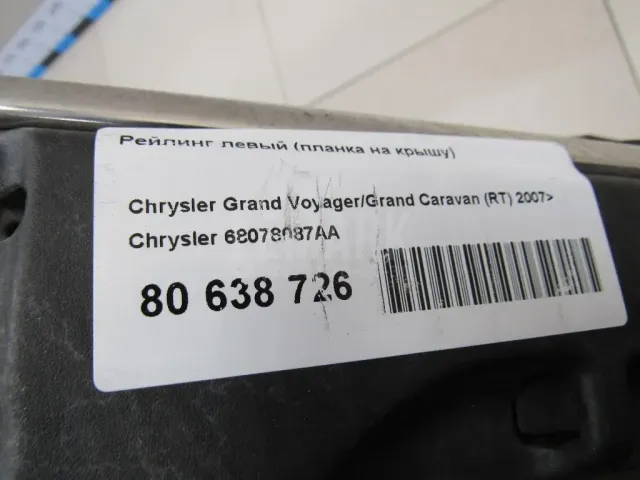 Рейлинг левый (планка на крышу)
Chrysler Grand Voyager/Grand Caravan (RT) 2007>
Chrysler 68078087AA
80 638 726